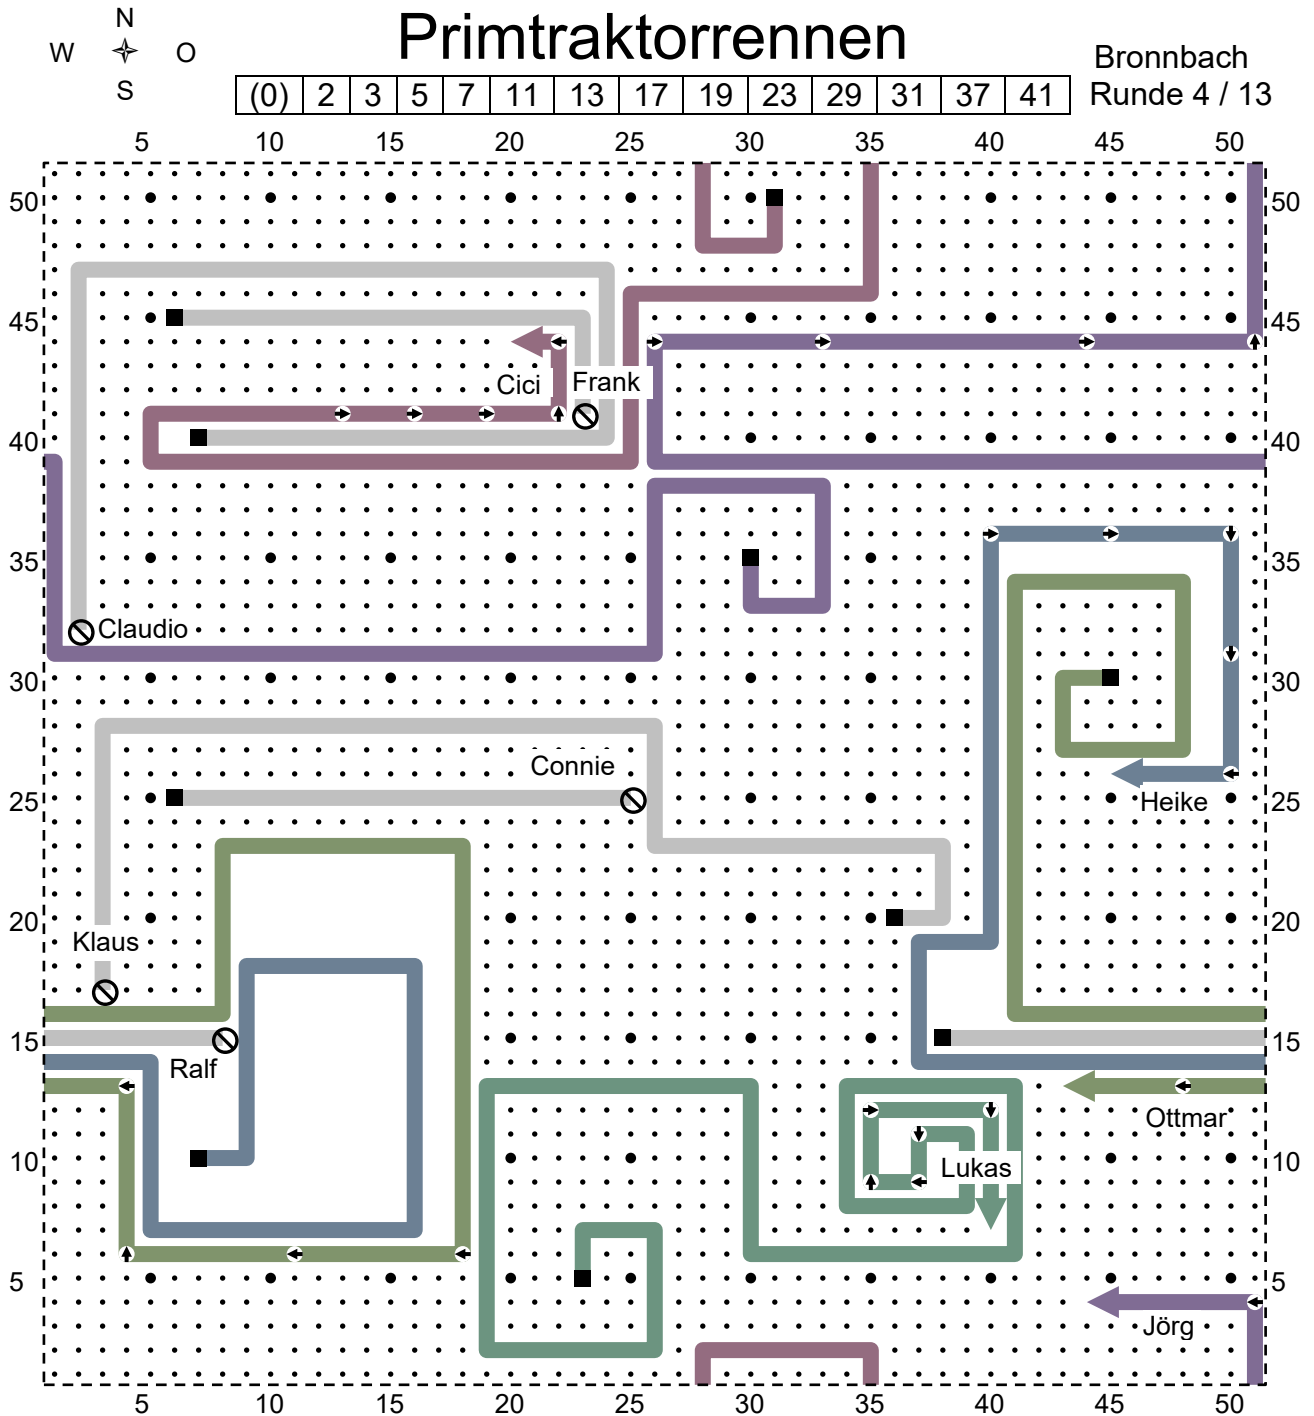 Primtraktorrennen
N
W O
S
Bronnbach
Runde 4 / 13
(0) 2 3 5 7 11 13 17 19 23 29 31 37 41
5 10 15 20 25 30 35 40 45 50
50 50
45 45
Cici Frank
40 40
35 35
Claudio
30 30
Connie
Heike
25 25
20 20
Klaus
15 15
Ralf
Ottmar
10 10
Lukas
5 5
Jörg
5 10 15 20 25 30 35 40 45 50